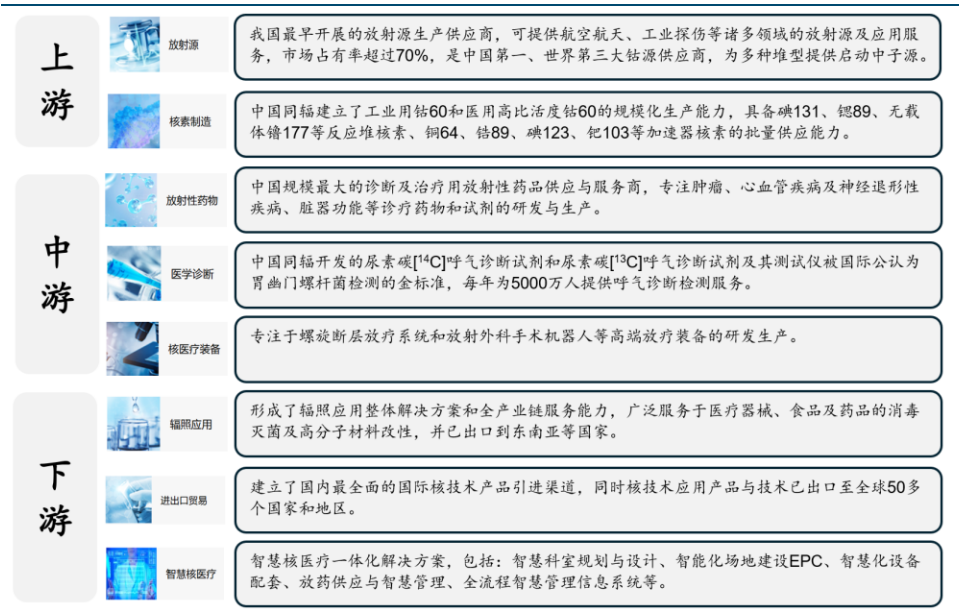 上游
放射源
我国最早开展的放射源生产供应商，可提供航空航天、工业探伤等诸多领域的放射源及应用服
务，市场占有率超过70%，是中国第一、世界第三大钴源供应商，为多种堆型提供启动中子源。
核素制造
中国同辐建立了工业用钴60和医用高比活度钴60的规模化生产能力，具备碘131、锶89、无载
体镥177等反应堆核素、铜64、锆89、碘123、钯103等加速器核素的批量供应能力。
中游
放射性药物
中国规模最大的诊断及治疗用放射性药品供应与服务商，专注肿瘤、心血管疾病及神经退形性
疾病、脏器功能等诊疗药物和试剂的研发与生产。
医学诊断
中国同辐开发的尿素碳[¹⁴C]呼气诊断试剂和尿素碳[¹³C]呼气诊断试剂及其测试仪被国际公认为
胃幽门螺杆菌检测的金标准，每年为5000万人提供呼气诊断检测服务。
核医疗装备
专注于螺旋断层放疗系统和放射外科手术机器人等高端放疗装备的研发生产。
下游
辐照应用
形成了辐照应用整体解决方案和全产业链服务能力，广泛服务于医疗器械、食品及药品的消毒
灭菌及高分子材料改性，并已出口到东南亚等国家。
进出口贸易
建立了国内最全面的国际核技术产品引进渠道，同时核技术应用产品与技术已出口至全球50多
个国家和地区。
智慧核医疗
智慧核医疗一体化解决方案，包括：智慧科室规划与设计、智能化场地建设EPC、智慧化设备
配套、放药供应与智慧管理、全流程智慧管理信息系统等。